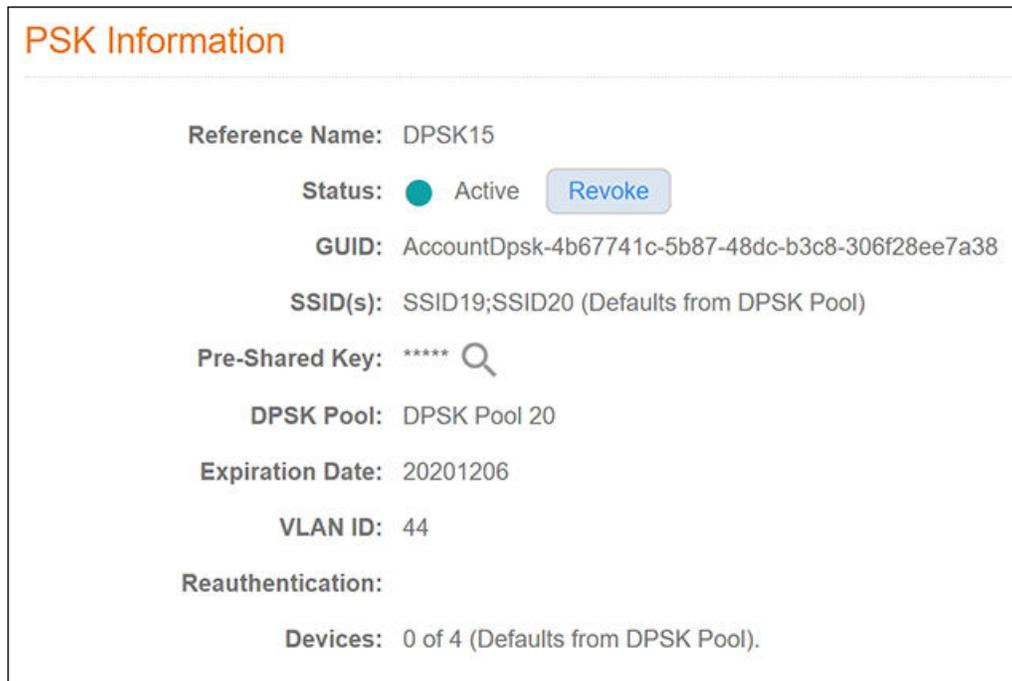 PSK Information
Reference Name: DPSK15
Status: Active Revoke
GUID: AccountDpsk-4b67741c-5b87-48dc-b3c8-306f28ee7a38
SSID(s): SSID19;SSID20 (Defaults from DPSK Pool)
Pre-Shared Key: *****
DPSK Pool: DPSK Pool 20
Expiration Date: 20201206
VLAN ID: 44
Reauthentication:
Devices: 0 of 4 (Defaults from DPSK Pool).